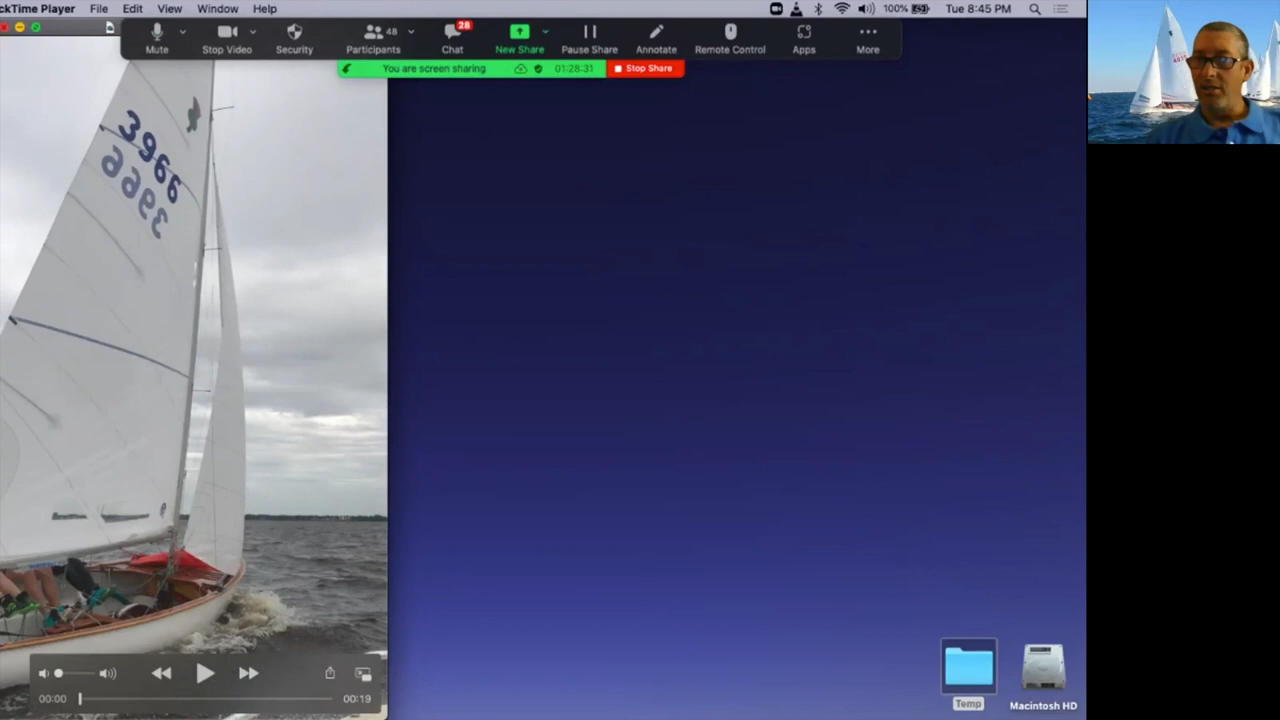 ckTime Player File Edit View Window Help 100% Tue 8:45 PM
Mute Stop Video Security Participants 48 Chat 28 New Share Pause Share Annotate Remote Control Apps More
You are screen sharing 01:28:31 Stop Share
3966
3966
00:00 00:19
Temp Macintosh HD